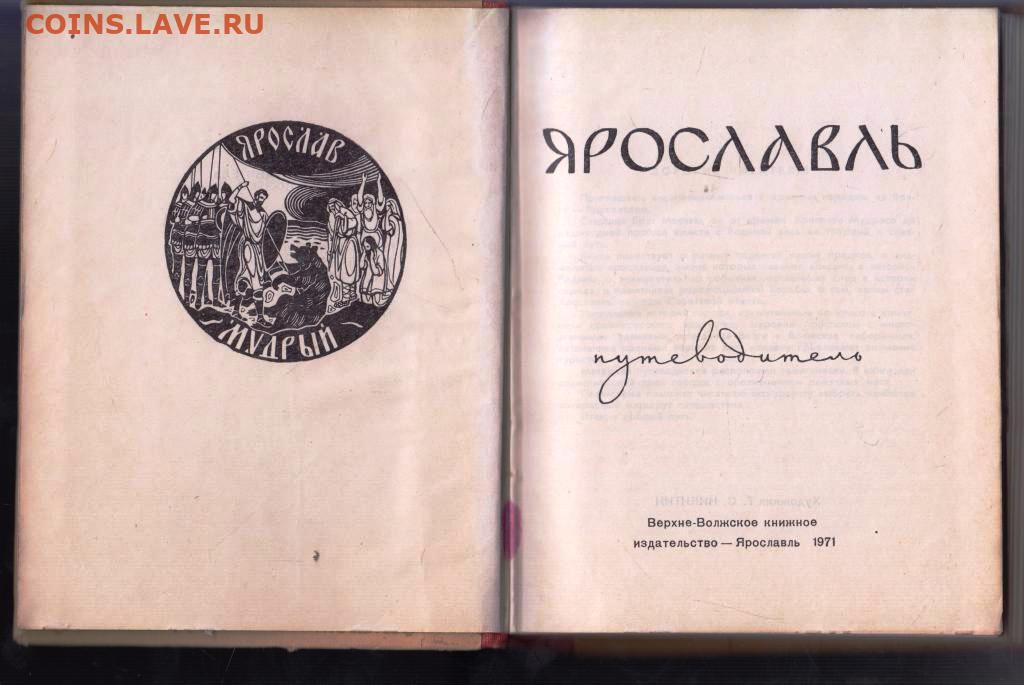 COINS.LAVE.RU
ЯРОСЛАВ
МУДРЫЙ
ЯРОСЛАВЛЬ
путеводитель
Верхне-Волжское книжное
издательство — Ярославль 1971